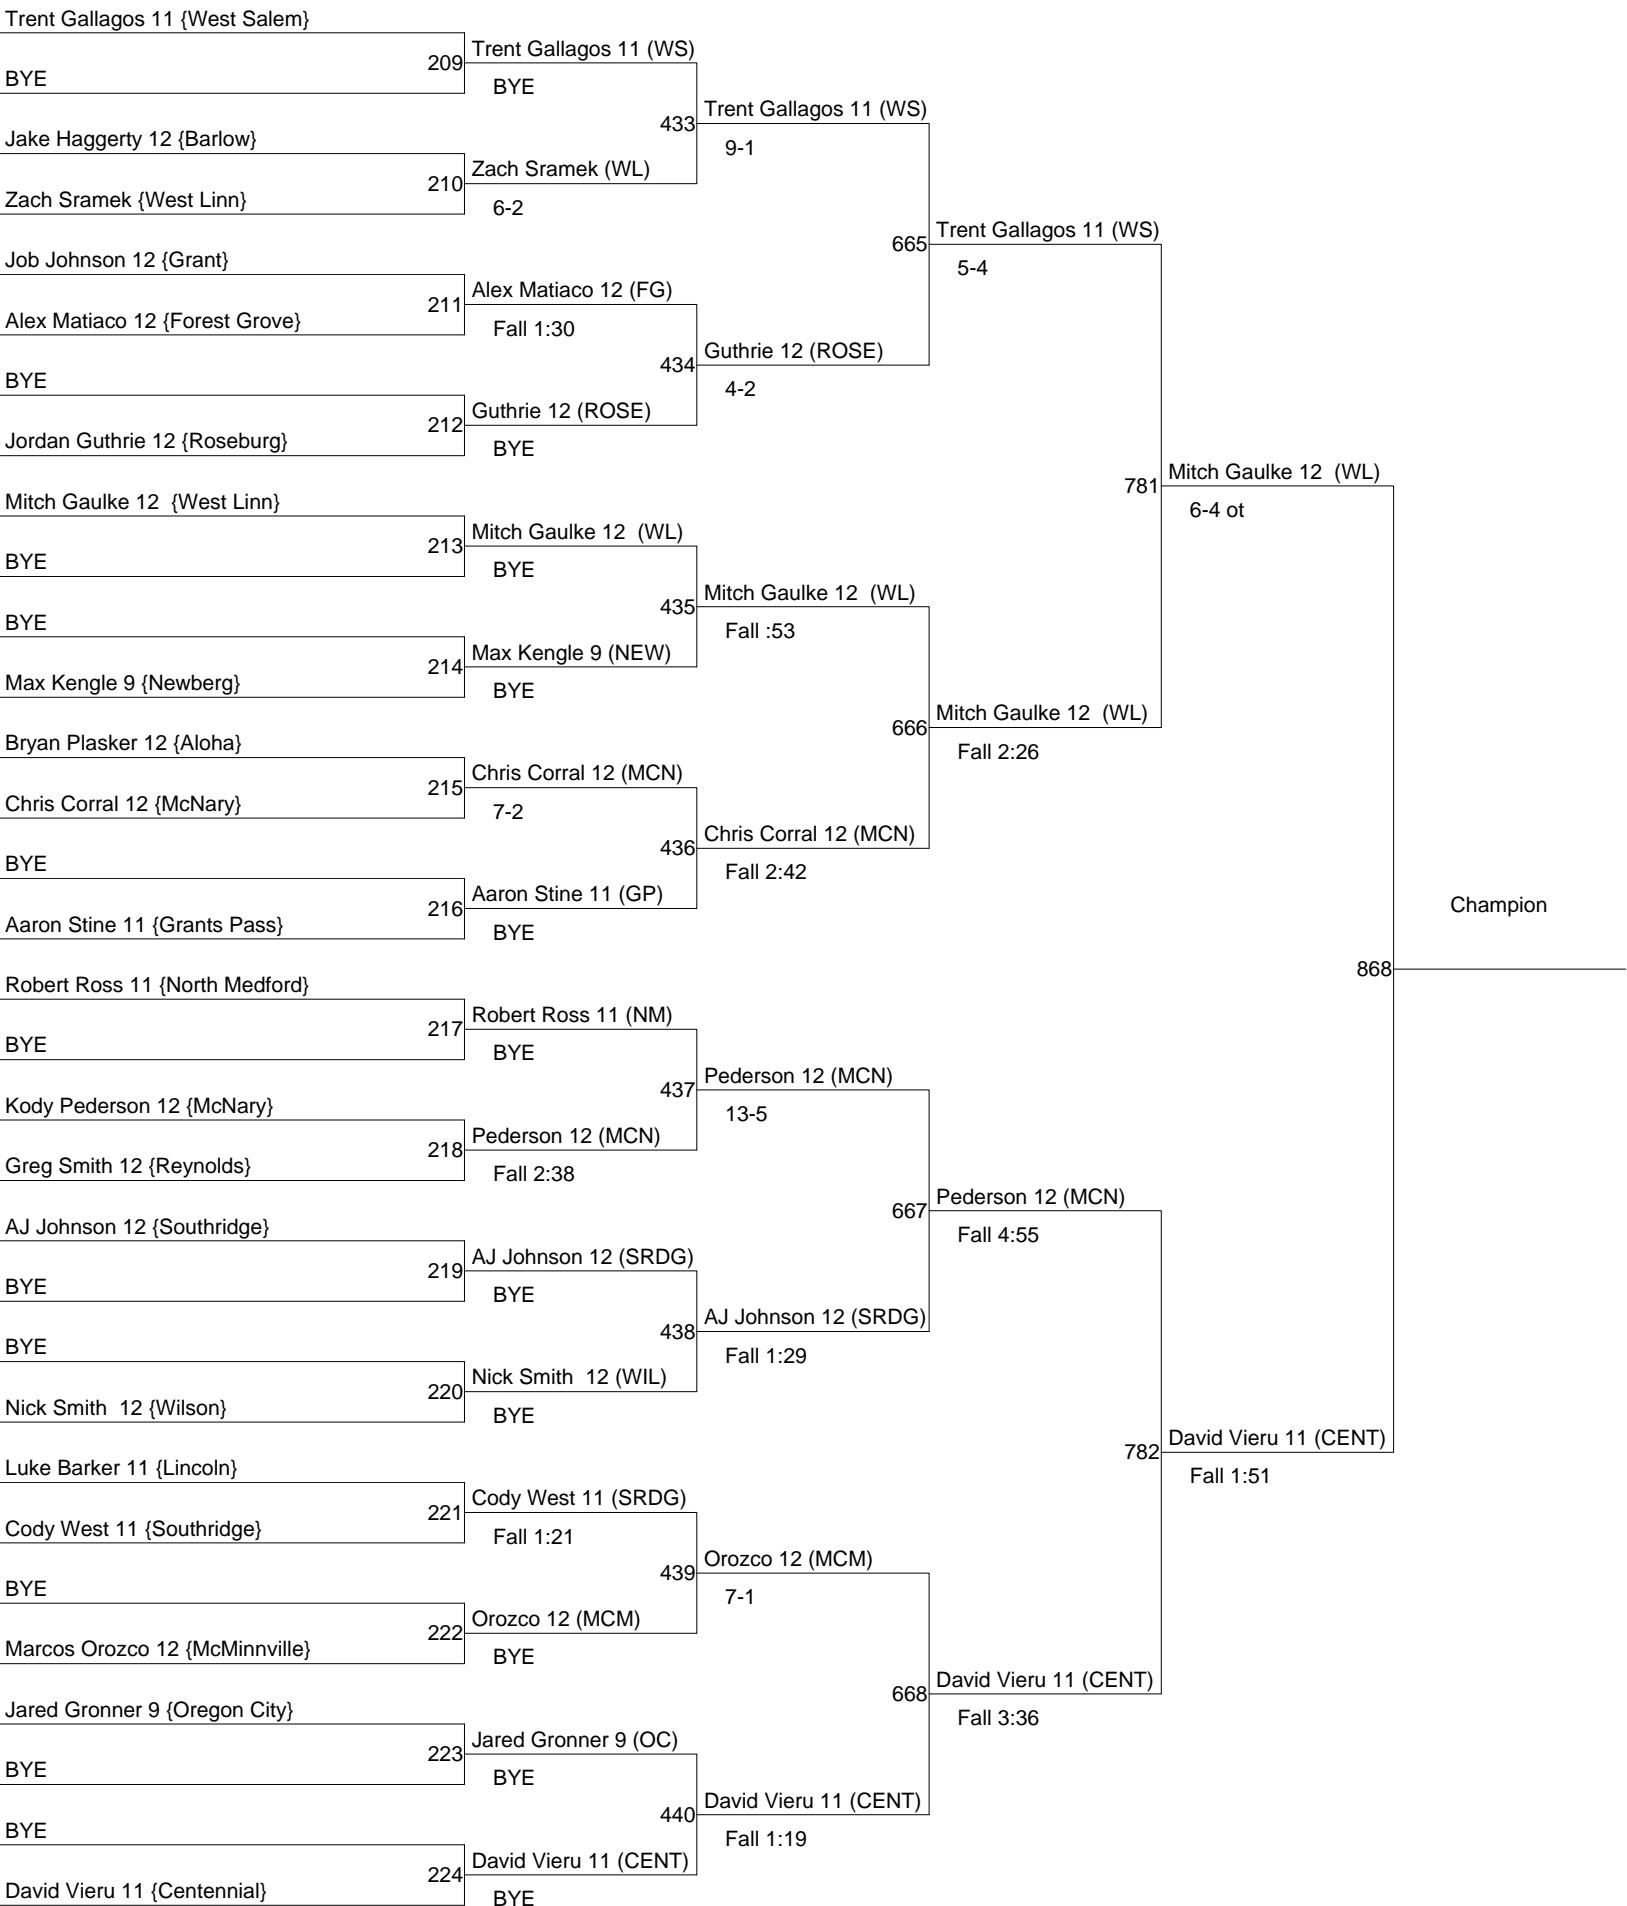 Trent Gallagos 11 {West Salem}
Trent Gallagos 11 (WS)
209
BYE
BYE
Trent Gallagos 11 (WS)
433
Jake Haggerty 12 {Barlow}
9-1
Zach Sramek (WL)
210
Zach Sramek {West Linn}
6-2
Trent Gallagos 11 (WS)
665
Job Johnson 12 {Grant}
5-4
Alex Matiaco 12 (FG)
211
Alex Matiaco 12 {Forest Grove}
Fall 1:30
Guthrie 12 (ROSE)
434
BYE
4-2
Guthrie 12 (ROSE)
212
Jordan Guthrie 12 {Roseburg}
BYE
Mitch Gaulke 12  (WL)
781
Mitch Gaulke 12  {West Linn}
6-4 ot
Mitch Gaulke 12  (WL)
213
BYE
BYE
Mitch Gaulke 12  (WL)
435
BYE
Fall :53
Max Kengle 9 (NEW)
214
Max Kengle 9 {Newberg}
BYE
Mitch Gaulke 12  (WL)
666
Bryan Plasker 12 {Aloha}
Fall 2:26
Chris Corral 12 (MCN)
215
Chris Corral 12 {McNary}
7-2
Chris Corral 12 (MCN)
436
BYE
Fall 2:42
Aaron Stine 11 (GP)
216
Champion
Aaron Stine 11 {Grants Pass}
BYE
868
Robert Ross 11 {North Medford}
Robert Ross 11 (NM)
217
BYE
BYE
Pederson 12 (MCN)
437
Kody Pederson 12 {McNary}
13-5
Pederson 12 (MCN)
218
Greg Smith 12 {Reynolds}
Fall 2:38
Pederson 12 (MCN)
667
AJ Johnson 12 {Southridge}
Fall 4:55
AJ Johnson 12 (SRDG)
219
BYE
BYE
AJ Johnson 12 (SRDG)
438
BYE
Fall 1:29
Nick Smith  12 (WIL)
220
Nick Smith  12 {Wilson}
BYE
David Vieru 11 (CENT)
782
Luke Barker 11 {Lincoln}
Fall 1:51
Cody West 11 (SRDG)
221
Cody West 11 {Southridge}
Fall 1:21
Orozco 12 (MCM)
439
BYE
7-1
Orozco 12 (MCM)
222
Marcos Orozco 12 {McMinnville}
BYE
David Vieru 11 (CENT)
668
Jared Gronner 9 {Oregon City}
Fall 3:36
Jared Gronner 9 (OC)
223
BYE
BYE
David Vieru 11 (CENT)
440
BYE
Fall 1:19
David Vieru 11 (CENT)
224
David Vieru 11 {Centennial}
BYE